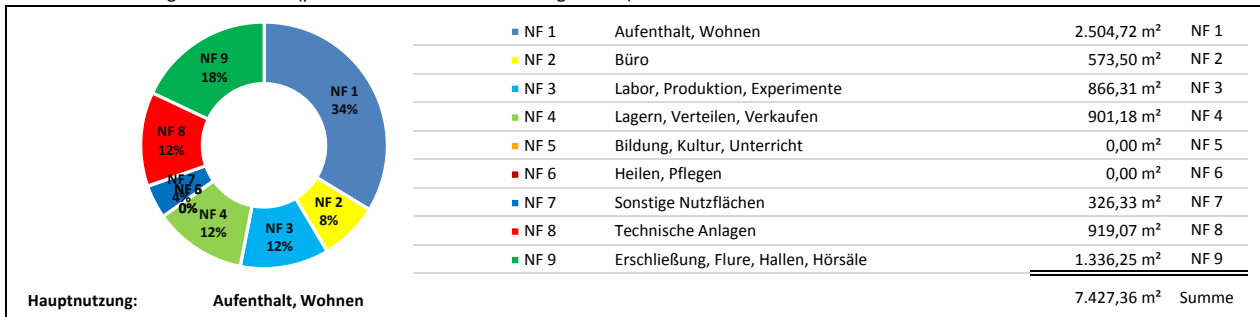 NF 1
34%
NF 2
8%
NF 3
12%
NF 4
12%
NF 5
0%
NF 6
0%
NF 7
4%
NF 8
12%
NF 9
18%
NF 1 Aufenthalt, Wohnen 2.504,72 m² NF 1
NF 2 Büro 573,50 m² NF 2
NF 3 Labor, Produktion, Experimente 866,31 m² NF 3
NF 4 Lagern, Verteilen, Verkaufen 901,18 m² NF 4
NF 5 Bildung, Kultur, Unterricht 0,00 m² NF 5
NF 6 Heilen, Pflegen 0,00 m² NF 6
NF 7 Sonstige Nutzflächen 326,33 m² NF 7
NF 8 Technische Anlagen 919,07 m² NF 8
NF 9 Erschließung, Flure, Hallen, Hörsäle 1.336,25 m² NF 9
Hauptnutzung: Aufenthalt, Wohnen 7.427,36 m² Summe